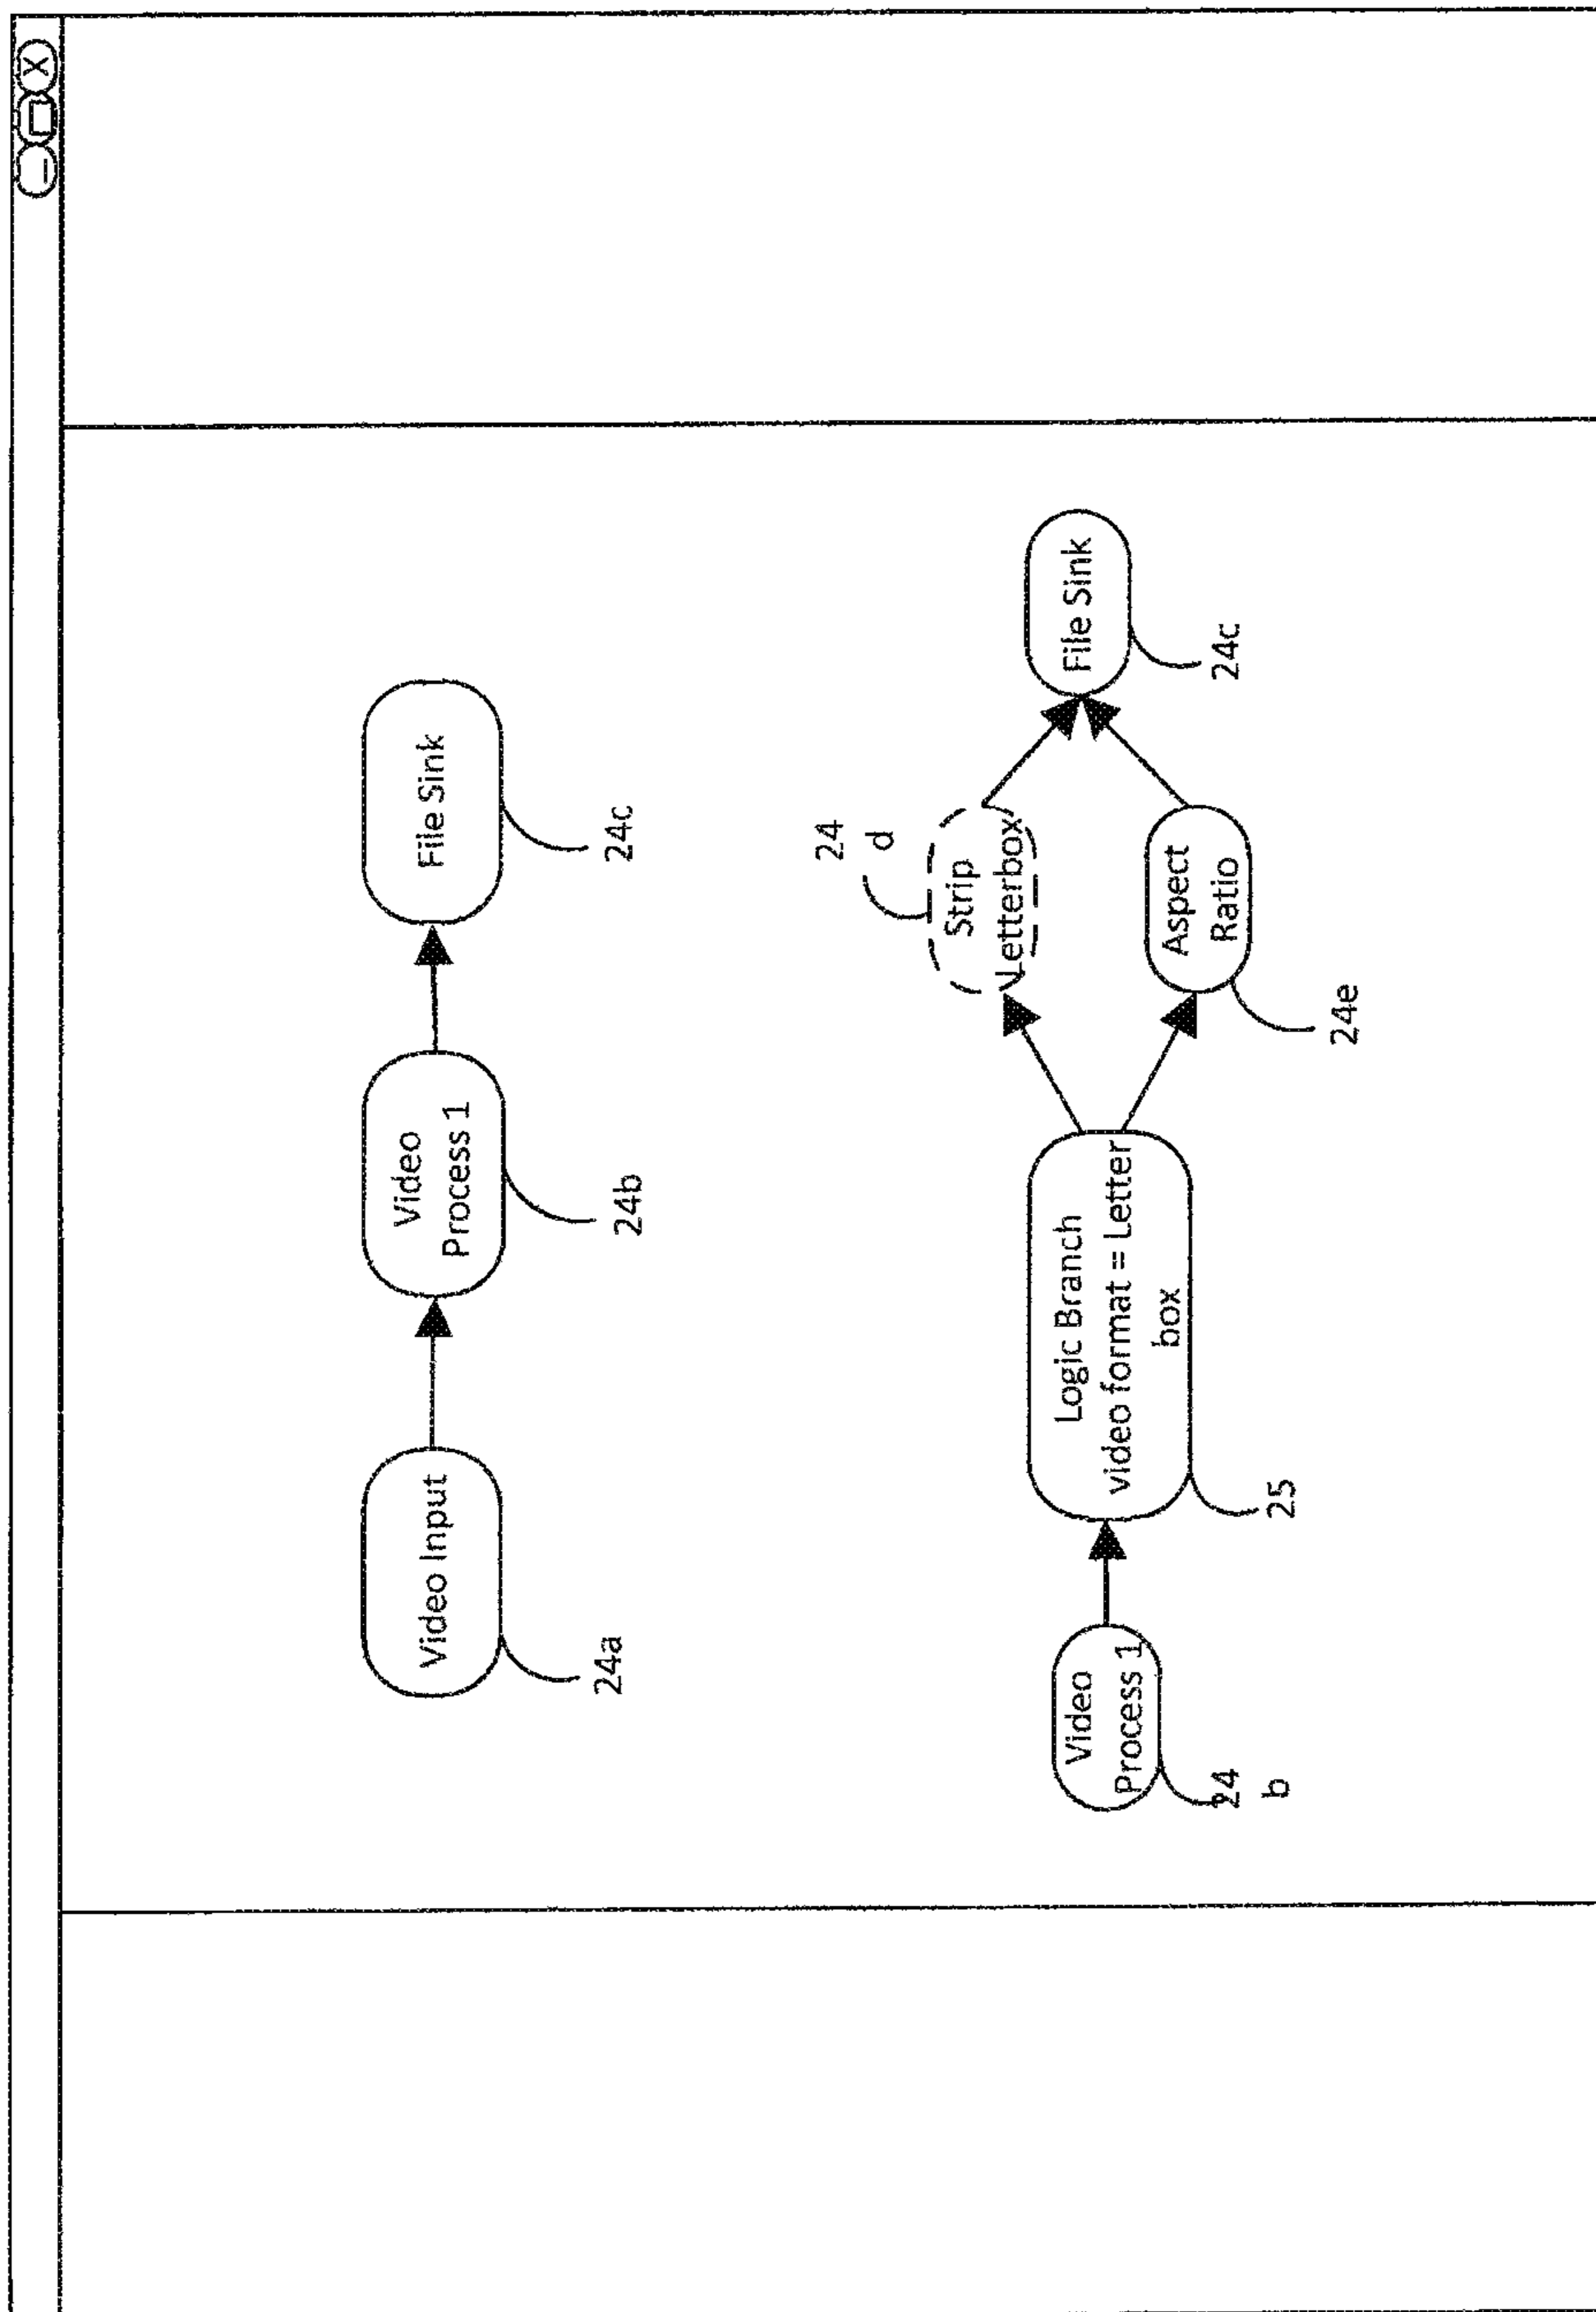 Video Input
24a
Video
Process 1
24b
File Sink
24c
Video
Process 1
24
b
Logic Branch
video format = Letter
box
25
Strip
Letterbox
24
d
Aspect
Ratio
24e
File Sink
24c